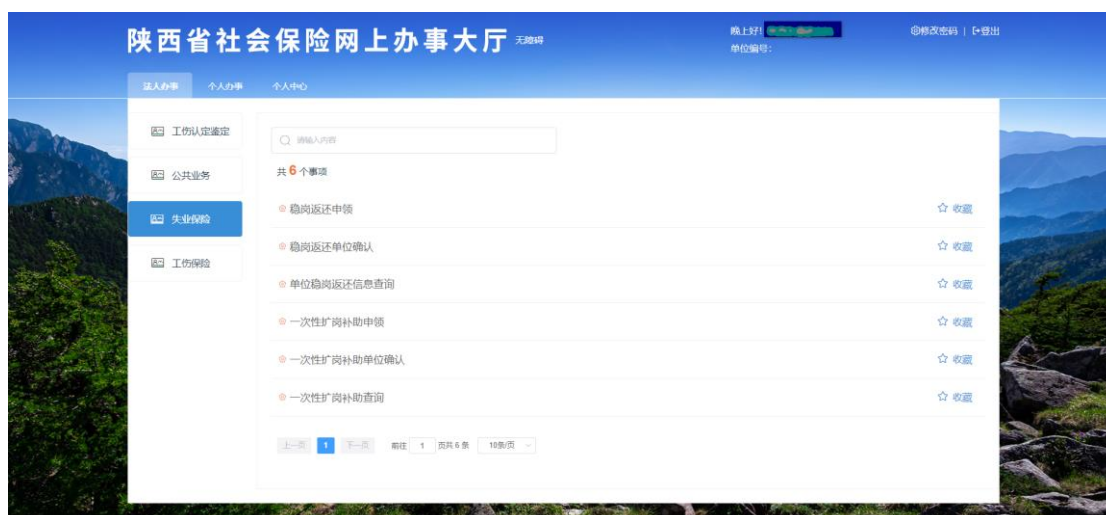 陕西省社会保险网上办事大厅 无障碍
晚上好!
单位编号:
修改密码 | 登出
法人办事 个人办事 个人中心
工伤认定鉴定
公共业务
失业保险
工伤保险
请输入内容
共6个事项
稳岗返还申领 收藏
稳岗返还单位确认 收藏
单位稳岗返还信息查询 收藏
一次性扩岗补助申领 收藏
一次性扩岗补助单位确认 收藏
一次性扩岗补助查询 收藏
上一页 1 下一页 前往 1 页共 6 条 10条/页